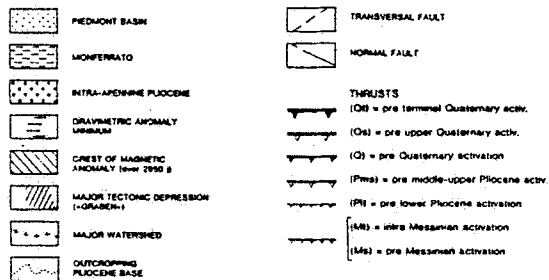 PIEDMONT BASIN
MONFERRATO
INTRA-APENNINE PLIOCENE
GRAVIMETRIC ANOMALY
MINIMUM
CREST OF MAGNETIC
ANOMALY (over 2950 γ)
MAJOR TECTONIC DEPRESSION
(«GRABEN»)
MAJOR WATERSHED
OUTCROPPING
PLIOCENE BASE
TRANSVERSAL FAULT
NORMAL FAULT
THRUSTS
(Qt) = pre terminal Quaternary activ.
(Qs) = pre upper Quaternary activ.
(Q) = pre Quaternary activation
(Pms) = pre middle-upper Pliocene activ.
(Pi) = pre lower Pliocene activation
(Mt) = intra Messinian activation
(Ms) = pre Messinian activation